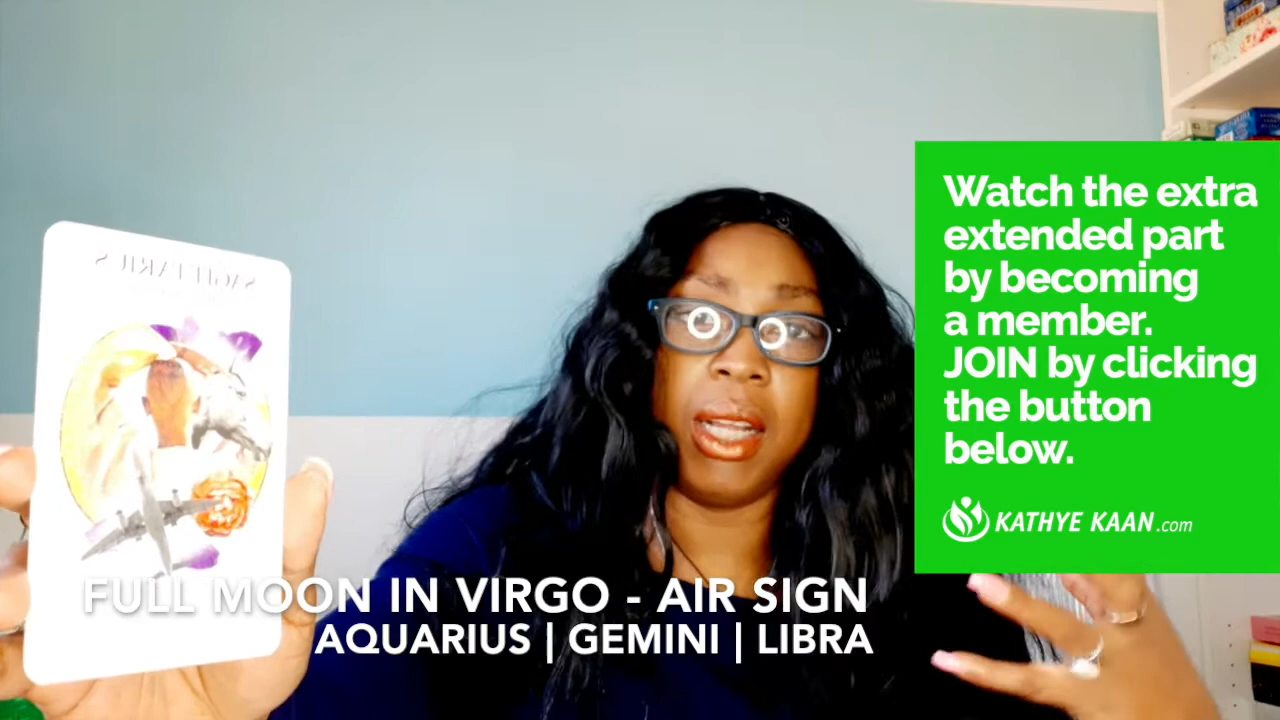 SAGITTARIUS
Watch the extra
extended part
by becoming
a member.
JOIN by clicking
the button
below.
KATHYE KAAN.com
FULL MOON IN VIRGO - AIR SIGN
AQUARIUS | GEMINI | LIBRA